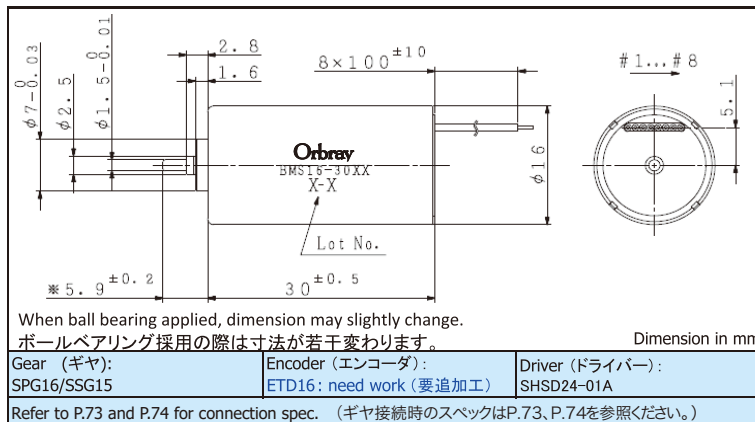 2.8
1.6
8×100±10
#1...#8
φ7-0.03 0
φ2.5
φ1.5-0.01 0
5.1
Orbray
BMS16-30XX
X-X
φ16
Lot No.
※5.9±0.2
30±0.5
When ball bearing applied, dimension may slightly change.
ボールベアリング採用の際は寸法が若干変わります。
Dimension in mm
Gear (ギヤ):
SPG16/SSG15
Encoder (エンコーダ):
ETD16: need work (要追加工)
Driver (ドライバー):
SHSD24-01A
Refer to P.73 and P.74 for connection spec. (ギヤ接続時のスペックはP.73、P.74を参照ください。)